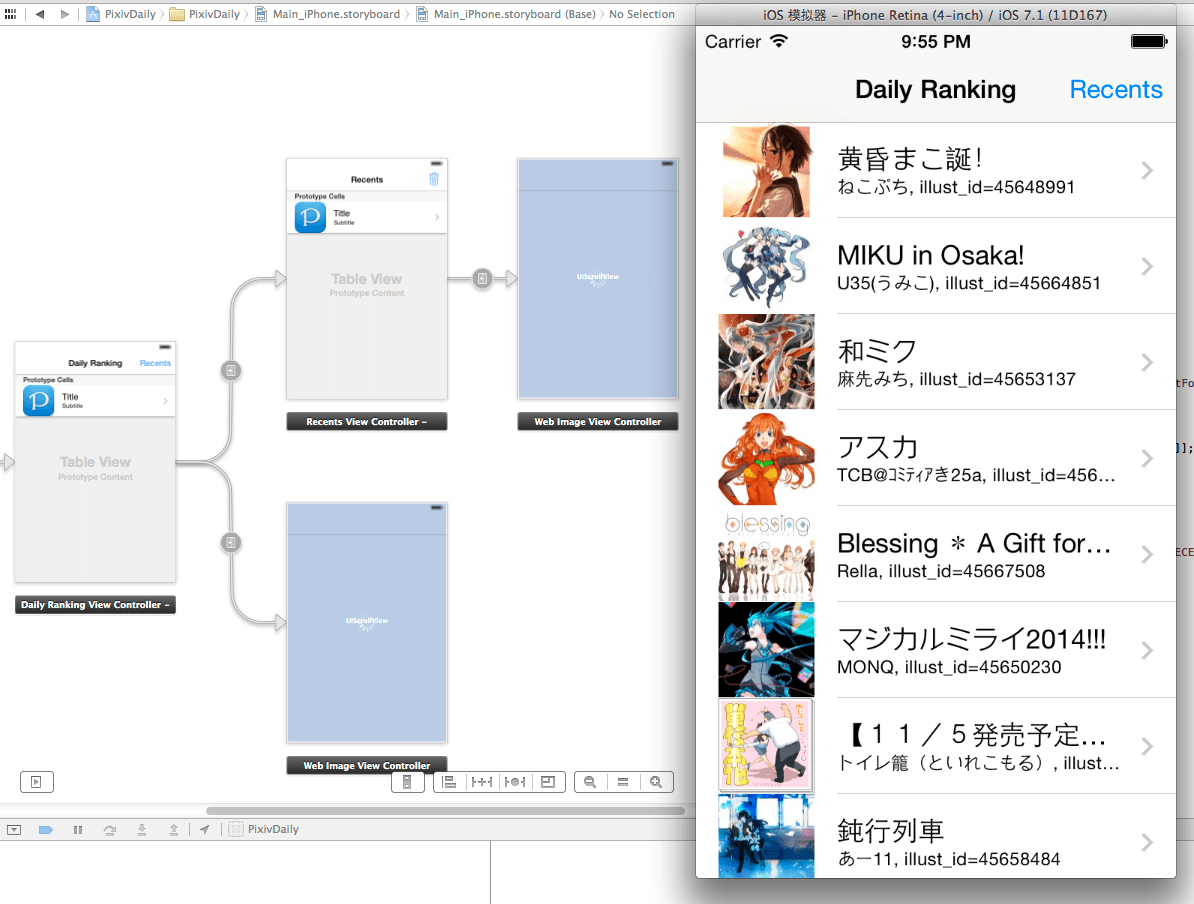 PixivDaily
PixivDaily
Main_iPhone.storyboard
Main_iPhone.storyboard (Base)
No Selection
Recents
Prototype Cells
Title
Subtitle
Table View
Prototype Content
Recents View Controller –
UIScrollView
Web Image View Controller
Daily Ranking
Recents
Prototype Cells
Title
Subtitle
Table View
Prototype Content
Daily Ranking View Controller –
UIScrollView
Web Image View Controller
PixivDaily
iOS 模拟器 – iPhone Retina (4-inch) / iOS 7.1 (11D167)
Carrier
9:55 PM
Daily Ranking
Recents
黄昏まこ誕!
ねこぷち, illust_id=45648991
MIKU in Osaka!
U35(うみこ), illust_id=45664851
和ミク
麻先みち, illust_id=45653137
アスカ
TCB@ｺﾐﾃｨｱき25a, illust_id=456…
blessing
Blessing ＊ A Gift for…
Rella, illust_id=45667508
マジカルミライ2014!!!
MONQ, illust_id=45650230
【１１／５発売予定…
トイレ籠（といれこもる）, illust…
鈍行列車
あー11, illust_id=45658484
tFo
]];
ECE